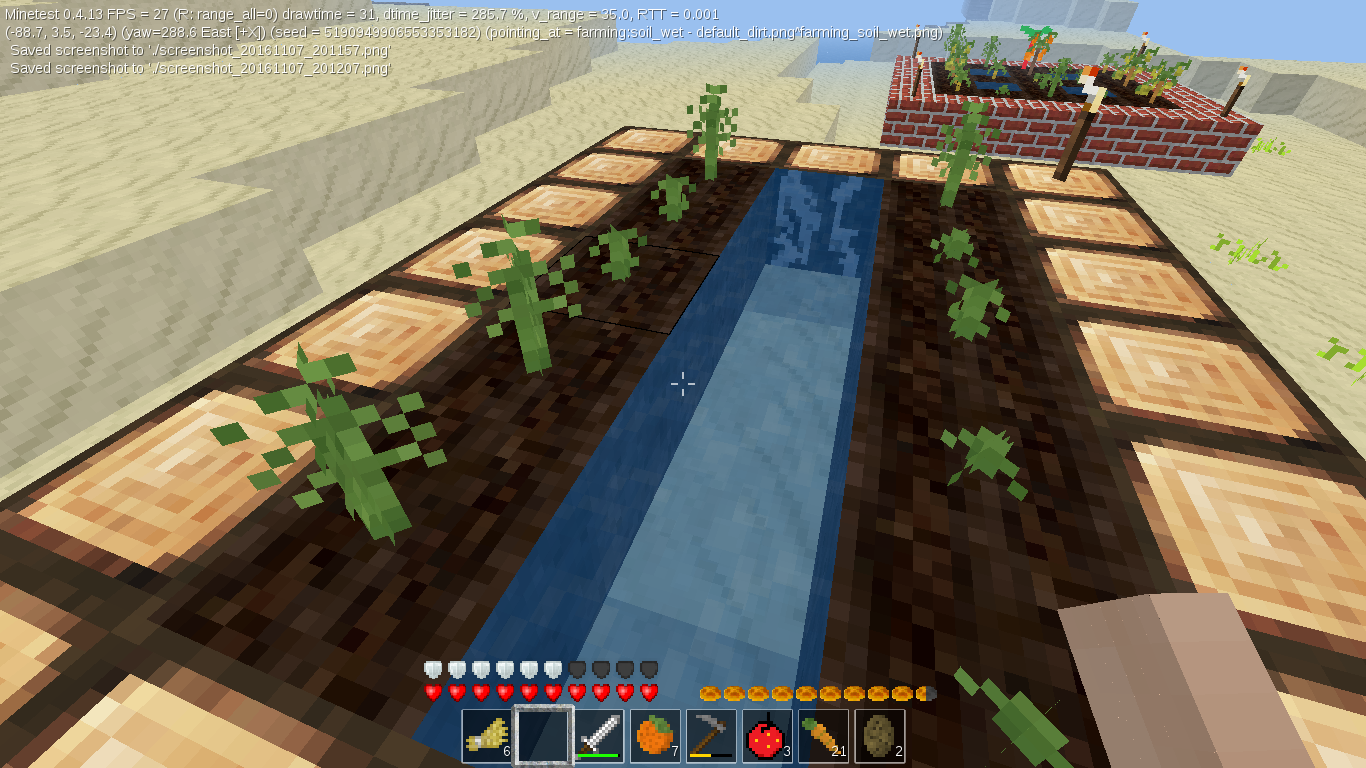 Minetest 0.4.13 FPS = 27 (R: range_all=0) drawtime = 31, dtime_jitter = 285.7 %, v_range = 35.0, RTT = 0.001
(-88.7, 3.5, -23.4) (yaw=288.6 East [+X]) (seed = 5190949906553353182) (pointing_at = farming:soil_wet - default_dirt.png^farming_soil_wet.png)
Saved screenshot to './screenshot_20161107_201157.png'
Saved screenshot to './screenshot_20161107_201207.png'
6 7 3 21 2